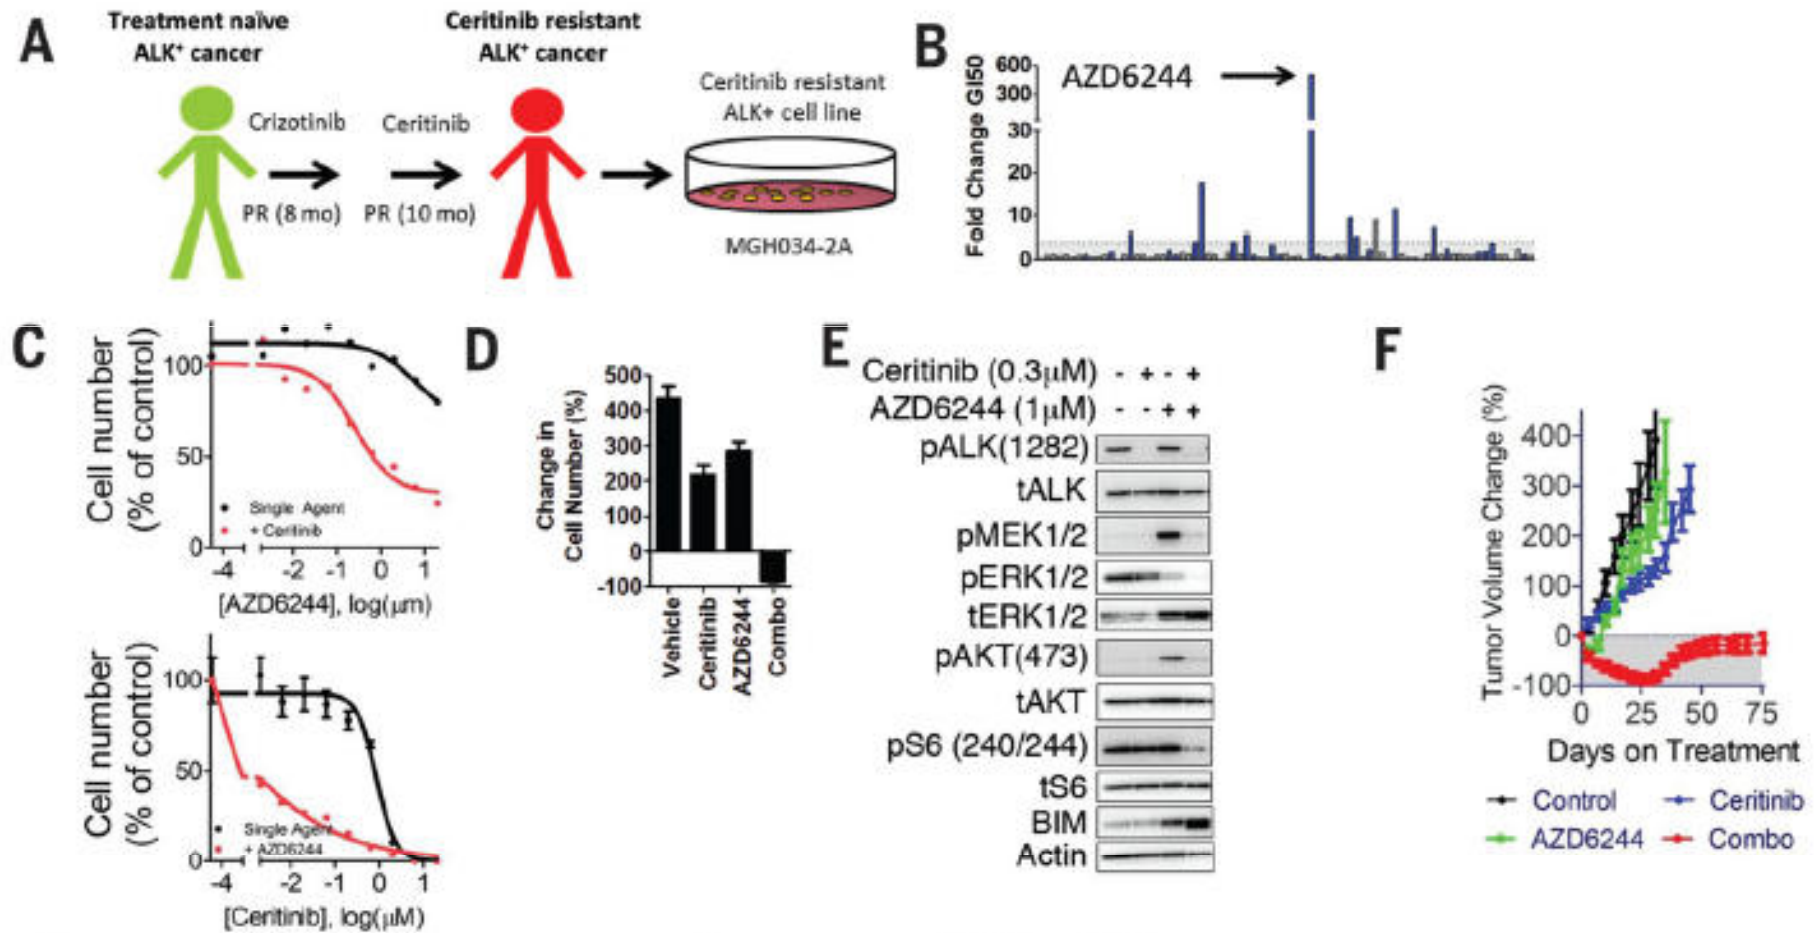 A
Treatment naïve
ALK⁺ cancer
Crizotinib
PR (8 mo)
Ceritinib
PR (10 mo)
Ceritinib resistant
ALK⁺ cancer
Ceritinib resistant
ALK+ cell line
MGH034-2A
B
Fold Change GI50
600
300
30
20
10
0
AZD6244
C
Cell number
(% of control)
100
50
0
Single Agent
+ Ceritinib
-4 -2 -1 0 1
[AZD6244], log(μm)
Cell number
(% of control)
100
50
0
Single Agent
+ AZD6244
-4 -2 -1 0 1
[Ceritinib], log(μM)
D
Change in
Cell Number (%)
500
400
300
200
100
0
-100
Vehicle
Ceritinib
AZD6244
Combo
E
Ceritinib (0.3μM) - + - +
AZD6244 (1μM) - - + +
pALK(1282)
tALK
pMEK1/2
pERK1/2
tERK1/2
pAKT(473)
tAKT
pS6 (240/244)
tS6
BIM
Actin
F
Tumor Volume Change (%)
400
300
200
100
0
-100
0 25 50 75
Days on Treatment
Control
Ceritinib
AZD6244
Combo